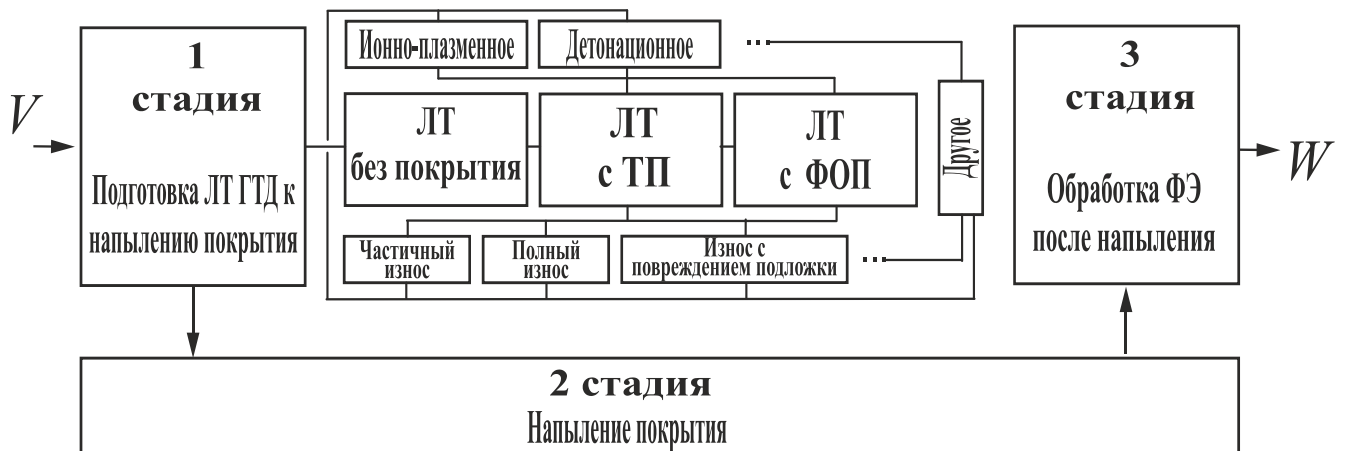 V
1
стадия
Подготовка ЛТ ГТД к
напылению покрытия
Ионно-плазменное
Детонационное
...
ЛТ
без покрытия
ЛТ
с ТП
ЛТ
с ФОП
Другое
Частичный
износ
Полный
износ
Износ с
повреждением подложки
...
3
стадия
Обработка ФЭ
после напыления
W
2 стадия
Напыление покрытия